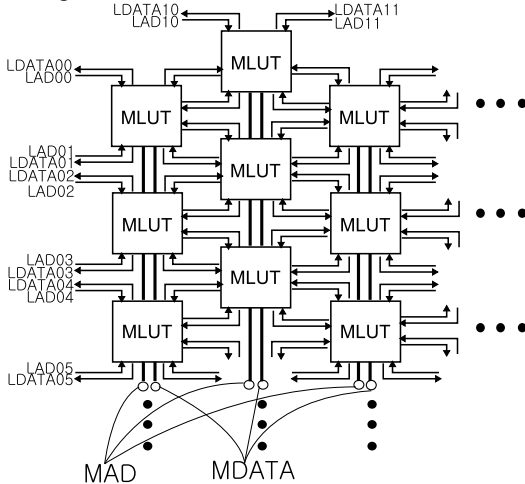 LDATA10
LAD10
LDATA11
LAD11
LDATA00
LAD00
MLUT
MLUT
MLUT
LAD01
LDATA01
LDATA02
LAD02
MLUT
MLUT
MLUT
LAD03
LDATA03
LDATA04
LAD04
MLUT
MLUT
MLUT
LAD05
LDATA05
MAD
MDATA